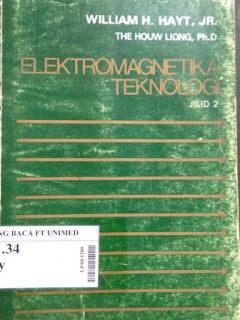 WILLIAM H. HAYT, JR.
THE HOUW LIONG, Ph.D
ELEKTROMAGNETIKA
TEKNOLOGI
JILID 2
NG BACA FT UNIMED
.34
y